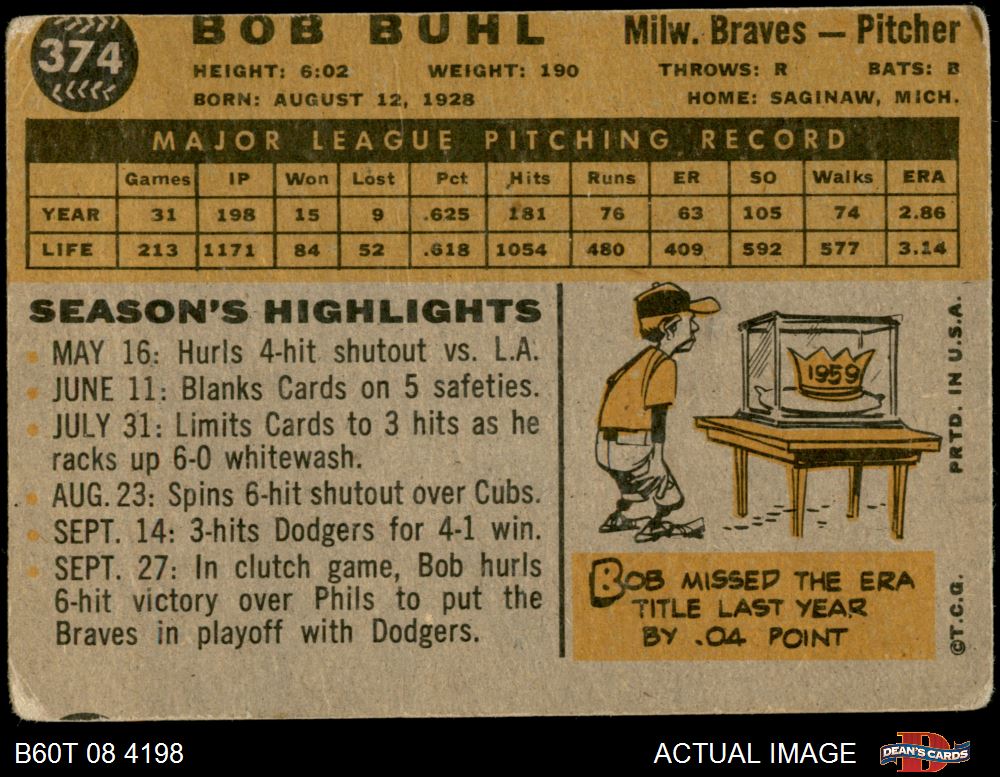 374
BOB BUHL
Milw. Braves — Pitcher
HEIGHT: 6:02 WEIGHT: 190 THROWS: R BATS: R
BORN: AUGUST 12, 1928 HOME: SAGINAW, MICH.
MAJOR LEAGUE PITCHING RECORD
Games IP Won Lost Pct Hits Runs ER SO Walks ERA
YEAR 31 198 15 9 .625 181 76 63 105 74 2.86
LIFE 213 1171 84 52 .618 1054 480 409 592 577 3.14
SEASON'S HIGHLIGHTS
MAY 16: Hurls 4-hit shutout vs. L.A.
JUNE 11: Blanks Cards on 5 safeties.
JULY 31: Limits Cards to 3 hits as he
racks up 6-0 whitewash.
AUG. 23: Spins 6-hit shutout over Cubs.
SEPT. 14: 3-hits Dodgers for 4-1 win.
SEPT. 27: In clutch game, Bob hurls
6-hit victory over Phils to put the
Braves in playoff with Dodgers.
1959
BOB MISSED THE ERA
TITLE LAST YEAR
BY .04 POINT
©T.C.G. PRTD. IN U.S.A.
B60T 08 4198
ACTUAL IMAGE
DEAN'S CARDS